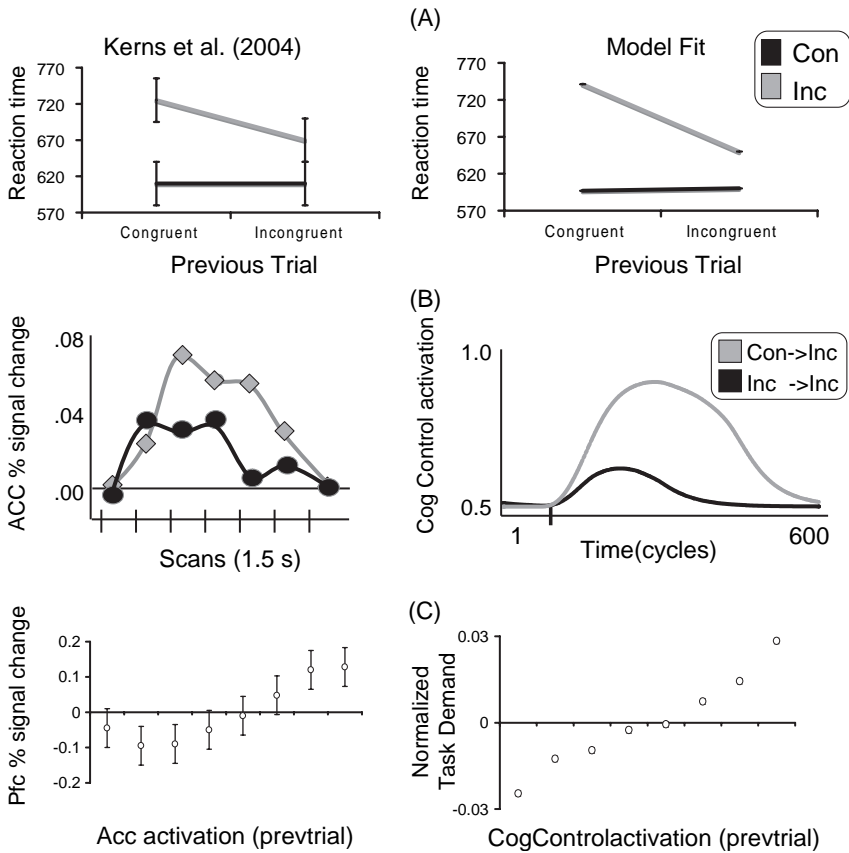 (A)
Kerns et al. (2004)
Reaction time
770
720
670
620
570
Congruent
Incongruent
Previous Trial
Model Fit
Con
Inc
Reaction time
770
720
670
620
570
Congruent
Incongruent
Previous Trial
(B)
ACC % signal change
.08
.04
.00
Scans (1.5 s)
Cog Control activation
1.0
0.5
Con->Inc
Inc ->Inc
1
600
Time(cycles)
(C)
Pfc % signal change
0.2
0.1
0
-0.1
-0.2
Acc activation (prevtrial)
Normalized
Task Demand
0.03
0
-0.03
CogControlactivation (prevtrial)